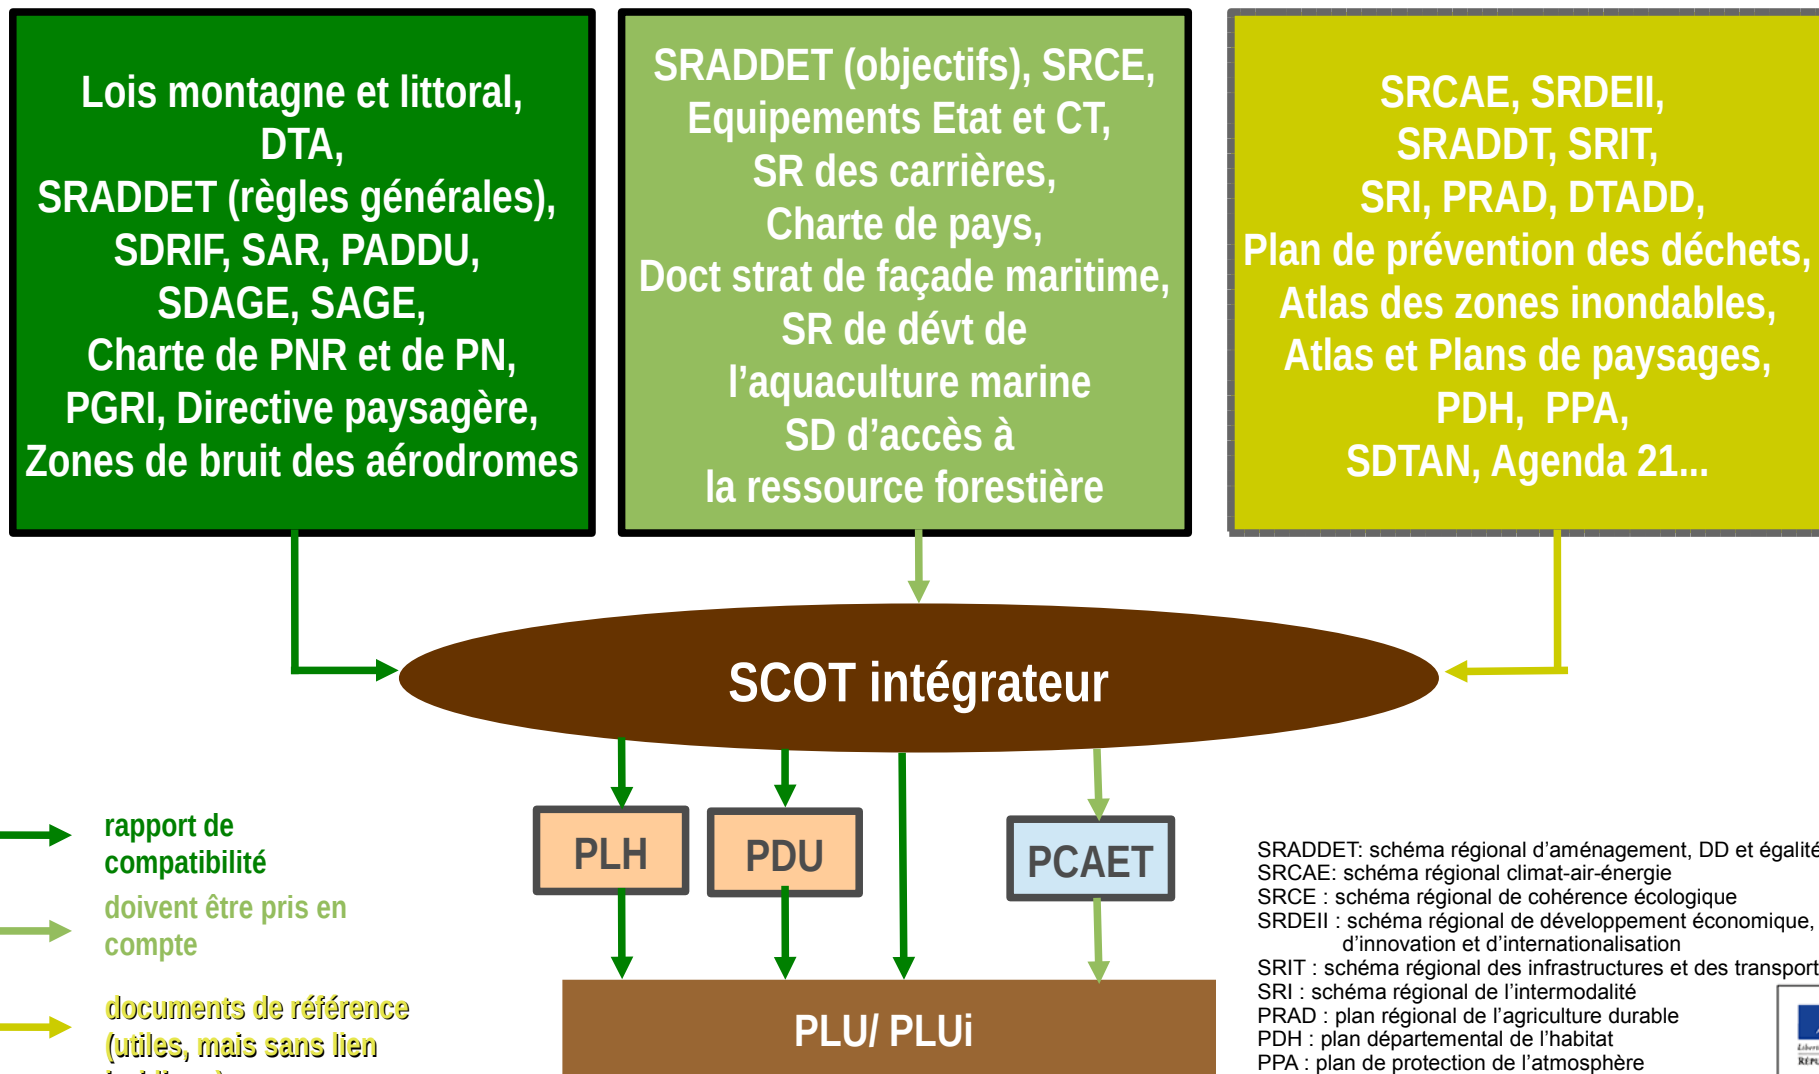 Lois montagne et littoral,
DTA,
SRADDET (règles générales),
SDRIF, SAR, PADDU,
SDAGE, SAGE,
Charte de PNR et de PN,
PGRI, Directive paysagère,
Zones de bruit des aérodromes
SRADDET (objectifs), SRCE,
Equipements Etat et CT,
SR des carrières,
Charte de pays,
Doct strat de façade maritime,
SR de dévt de
l’aquaculture marine
SD d’accès à
la ressource forestière
SRCAE, SRDEII,
SRADDT, SRIT,
SRI, PRAD, DTADD,
Plan de prévention des déchets,
Atlas des zones inondables,
Atlas et Plans de paysages,
PDH, PPA,
SDTAN, Agenda 21...
SCOT intégrateur
PLH
PDU
PCAET
PLU/ PLUi
rapport de
compatibilité
doivent être pris en
compte
documents de référence
(utiles, mais sans lien
SRADDET: schéma régional d’aménagement, DD et égalité
SRCAE: schéma régional climat-air-énergie
SRCE : schéma régional de cohérence écologique
SRDEII : schéma régional de développement économique,
d’innovation et d’internationalisation
SRIT : schéma régional des infrastructures et des transport
SRI : schéma régional de l’intermodalité
PRAD : plan régional de l’agriculture durable
PDH : plan départemental de l’habitat
PPA : plan de protection de l’atmosphère